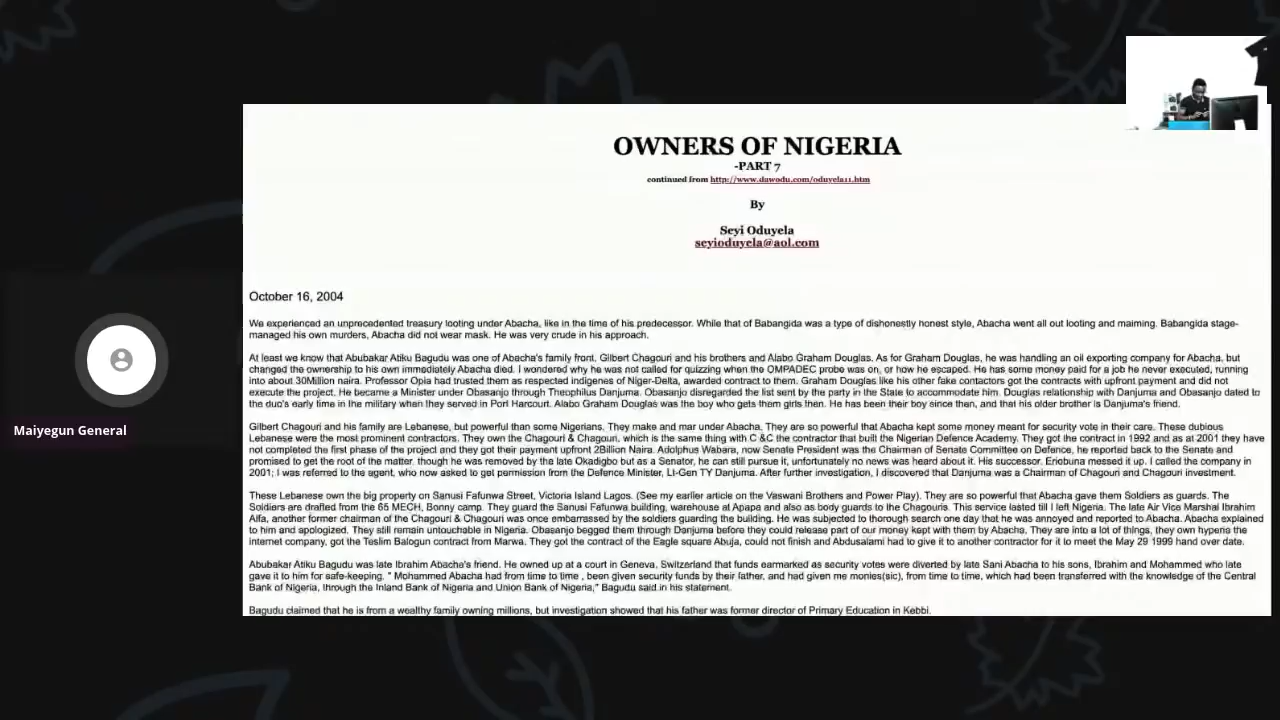 OWNERS OF NIGERIA
-PART 7
continued from http://www.dawodu.com/oduyela11.htm
By
Seyi Oduyela
seyioduyela@aol.com
October 16, 2004
We experienced an unprecedented treasury looting under Abacha, like in the time of his predecessor. While that of Babangida was a type of dishonestly honest style, Abacha went all out looting and maiming. Babangida stage-
managed his own murders, Abacha did not wear mask. He was very crude in his approach.
At least we know that Abubakar Atiku Bagudu was one of Abacha's family front, Gilbert Chagouri and his brothers and Alabo Graham Douglas. As for Graham Douglas, he was handling an oil exporting company for Abacha, but
changed the ownership to his own immediately Abacha died. I wondered why he was not called for quizzing when the OMPADEC probe was on, or how he escaped. He has some money paid for a job he never executed, running
into about 30Million naira. Professor Opia had trusted them as respected indigenes of Niger-Delta, awarded contract to them. Graham Douglas like his other fake contactors got the contracts with upfront payment and did not
execute the project. He became a Minister under Obasanjo through Theophilus Danjuma. Obasanjo disregarded the list sent by the party in the State to accommodate him. Douglas relationship with Danjuma and Obasanjo dated to
the duo's early time in the military when they served in Port Harcourt. Alabo Graham Douglas was the boy who gets them girls then. He has been their boy since then, and that his older brother is Danjuma's friend.
Gilbert Chagouri and his family are Lebanese, but powerful than some Nigerians. They make and mar under Abacha. They are so powerful that Abacha kept some money meant for security vote in their care. These dubious
Lebanese were the most prominent contractors. They own the Chagouri & Chagouri, which is the same thing with C &C the contractor that built the Nigerian Defence Academy. They got the contract in 1992 and as at 2001 they have
not completed the first phase of the project and they got their payment upfront 2Billion Naira. Adolphus Wabara, now Senate President was the Chairman of Senate Committee on Defence, he reported back to the Senate and
promised to get the root of the matter, though he was removed by the late Okadigbo but as a Senator, he can still pursue it, unfortunately no news was heard about it. His successor, Eriobuna messed it up. I called the company in
2001; I was referred to the agent, who now asked to get permission from the Defence Minister, Lt-Gen TY Danjuma. After further investigation, I discovered that Danjuma was a Chairman of Chagouri and Chagouri investment.
These Lebanese own the big property on Sanusi Fafunwa Street, Victoria Island Lagos. (See my earlier article on the Vaswani Brothers and Power Play). They are so powerful that Abacha gave them Soldiers as guards. The
Soldiers are drafted from the 65 MECH, Bonny camp. They guard the Sanusi Fafunwa building, warehouse at Apapa and also as body guards to the Chagouris. This service lasted till I left Nigeria. The late Air Vice Marshal Ibrahim
Alfa, another former chairman of the Chagouri & Chagouri was once embarrassed by the soldiers guarding the building. He was subjected to thorough search one day that he was annoyed and reported to Abacha. Abacha explained
to him and apologized. They still remain untouchable in Nigeria. Obasanjo begged them through Danjuma before they could release part of our money kept with them by Abacha. They are into a lot of things, they own hyperia the
internet company, got the Teslim Balogun contract from Marwa. They got the contract of the Eagle square Abuja, could not finish and Abdusalami had to give it to another contractor for it to meet the May 29 1999 hand over date.
Abubakar Atiku Bagudu was late Ibrahim Abacha's friend. He owned up at a court in Geneva, Switzerland that funds earmarked as security votes were diverted by late Sani Abacha to his sons, Ibrahim and Mohammed who late
gave it to him for safe-keeping. " Mohammed Abacha had from time to time , been given security funds by their father, and had given me monies(sic), from time to time, which had been transferred with the knowledge of the Central
Bank of Nigeria, through the Inland Bank of Nigeria and Union Bank of Nigeria," Bagudu said in his statement.
Bagudu claimed that he is from a wealthy family owning millions, but investigation showed that his father was former director of Primary Education in Kebbi.
Maiyegun General